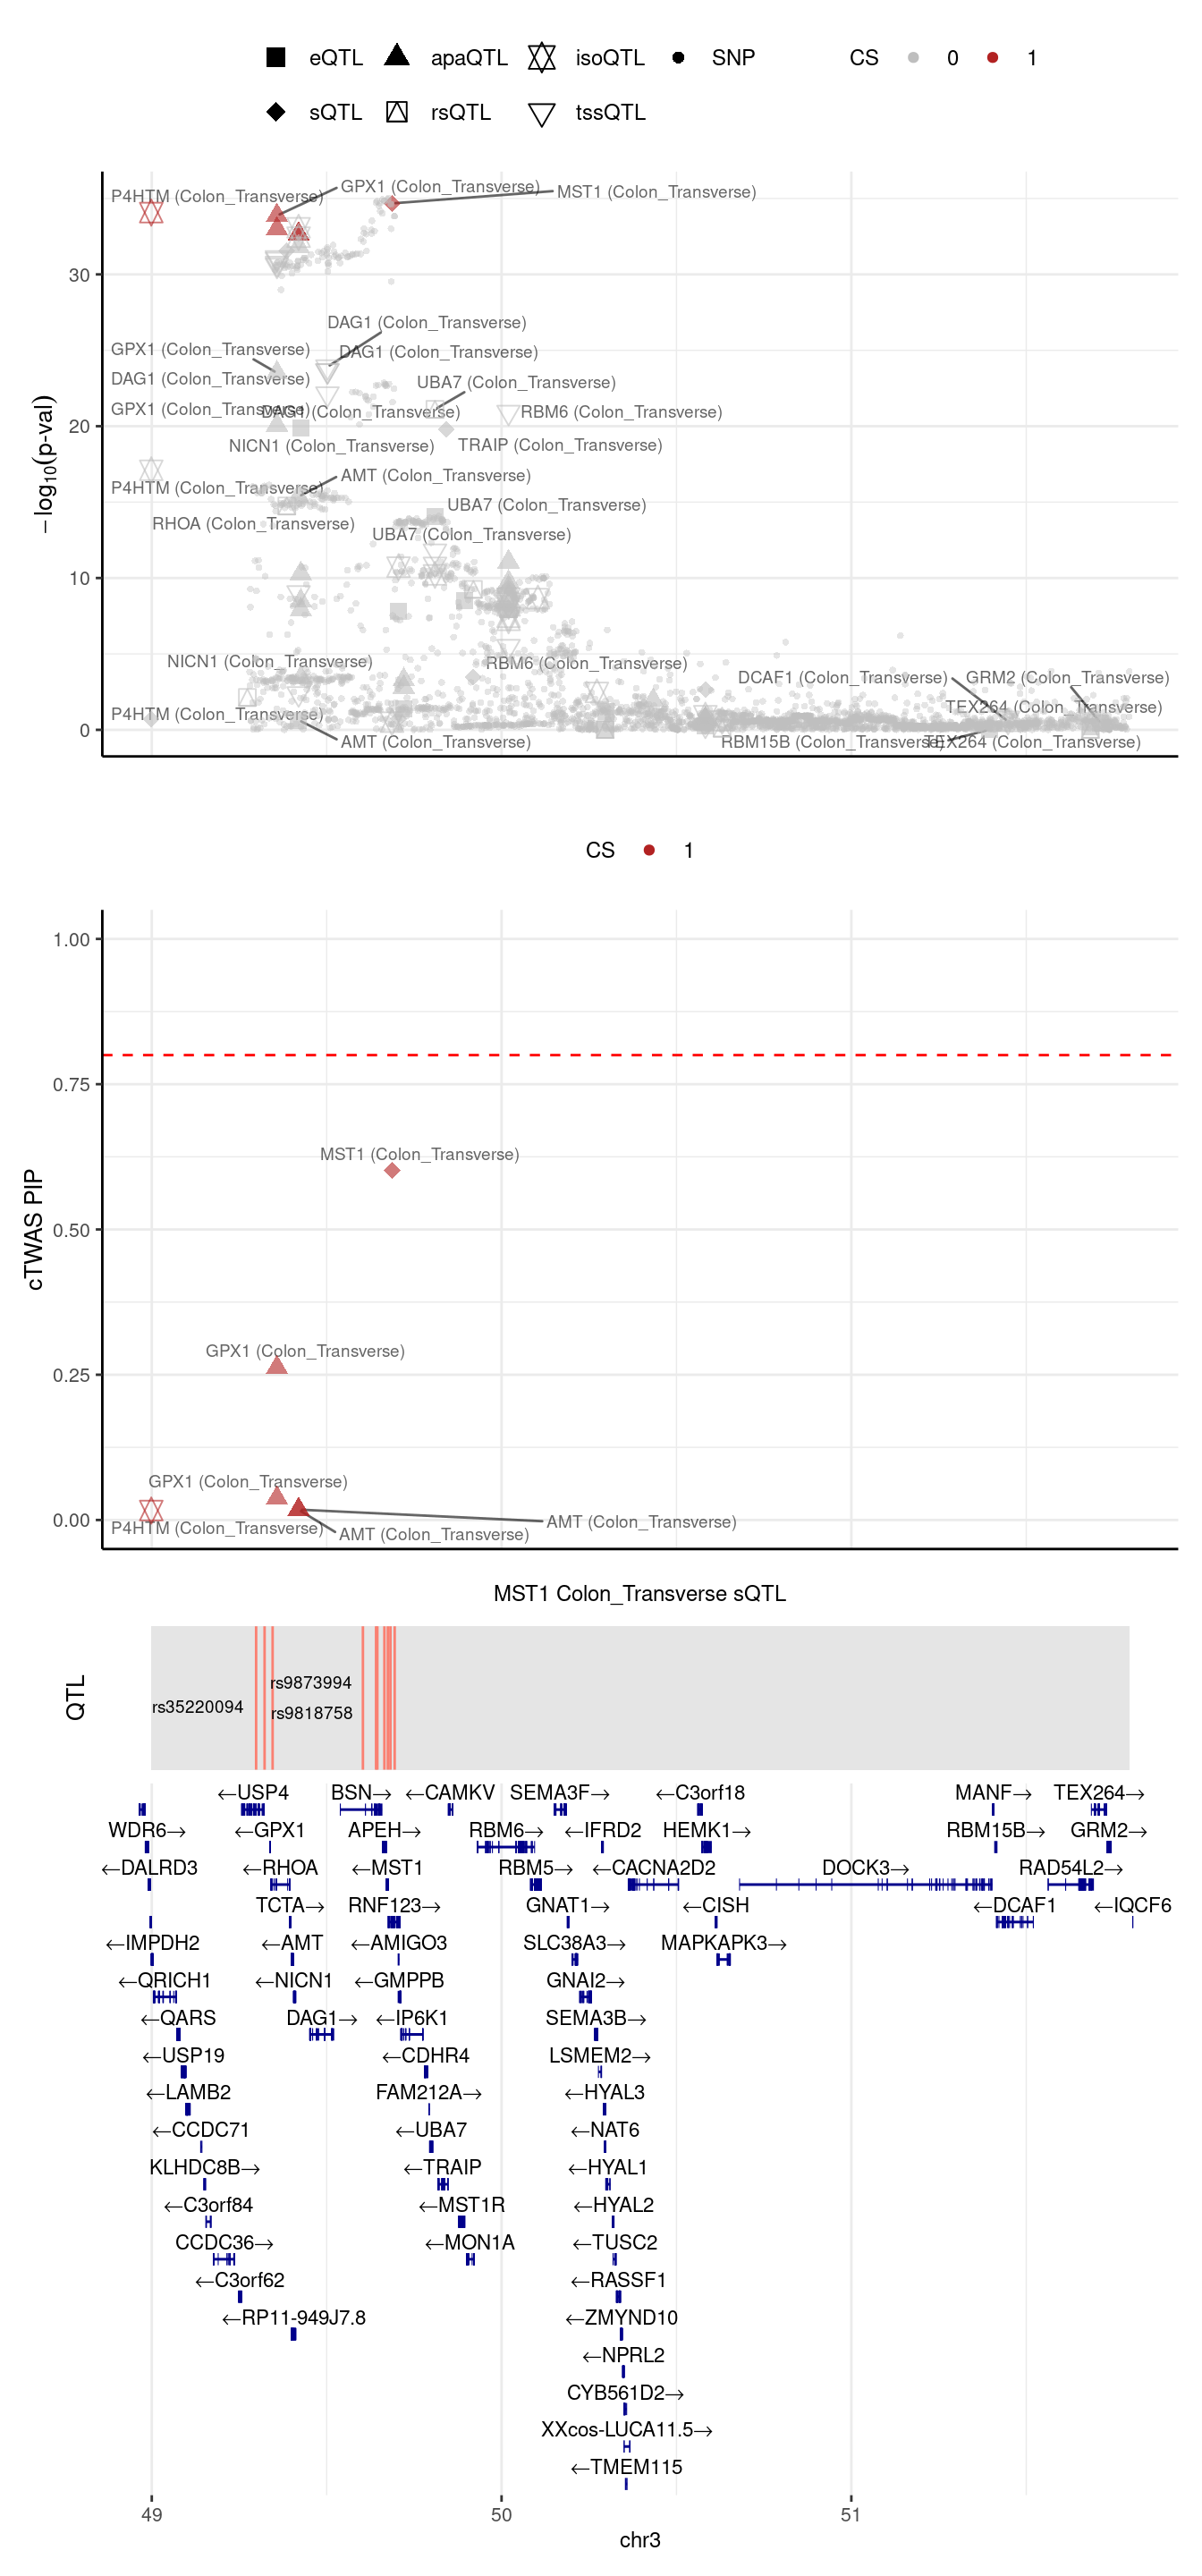 eQTL apaQTL isoQTL SNP CS 0 1
sQTL rsQTL tssQTL
P4HTM (Colon_Transverse)
GPX1 (Colon_Transverse)
MST1 (Colon_Transverse)
30
DAG1 (Colon_Transverse)
GPX1 (Colon_Transverse)
DAG1 (Colon_Transverse)
DAG1 (Colon_Transverse)
UBA7 (Colon_Transverse)
GPX1 (Colon_Transverse)
DAG1 (Colon_Transverse)
RBM6 (Colon_Transverse)
20
NICN1 (Colon_Transverse)
TRAIP (Colon_Transverse)
AMT (Colon_Transverse)
P4HTM (Colon_Transverse)
UBA7 (Colon_Transverse)
RHOA (Colon_Transverse)
UBA7 (Colon_Transverse)
10
NICN1 (Colon_Transverse)
RBM6 (Colon_Transverse)
DCAF1 (Colon_Transverse)
GRM2 (Colon_Transverse)
TEX264 (Colon_Transverse)
P4HTM (Colon_Transverse)
0
AMT (Colon_Transverse)
RBM15B (Colon_Transverse)
TEX264 (Colon_Transverse)
−log10(p-val)
CS 1
1.00
0.75
MST1 (Colon_Transverse)
0.50
GPX1 (Colon_Transverse)
0.25
GPX1 (Colon_Transverse)
0.00
P4HTM (Colon_Transverse)
AMT (Colon_Transverse)
AMT (Colon_Transverse)
cTWAS PIP
MST1 Colon_Transverse sQTL
QTL
rs9873994
rs35220094
rs9818758
←USP4 BSN→ ←CAMKV SEMA3F→ ←C3orf18 MANF→ TEX264→
WDR6→ ←GPX1 APEH→ RBM6→ ←IFRD2 HEMK1→ RBM15B→ GRM2→
←DALRD3 ←RHOA ←MST1 RBM5→ ←CACNA2D2 DOCK3→ RAD54L2→
TCTA→ RNF123→ GNAT1→ ←CISH ←DCAF1 ←IQCF6
←IMPDH2 ←AMT ←AMIGO3 SLC38A3→ MAPKAPK3→
←QRICH1 ←NICN1 ←GMPPB GNAI2→
←QARS DAG1→ ←IP6K1 SEMA3B→
←USP19 ←CDHR4 LSMEM2→
←LAMB2 FAM212A→ ←HYAL3
←CCDC71 ←UBA7 ←NAT6
KLHDC8B→ ←TRAIP ←HYAL1
←C3orf84 ←MST1R ←HYAL2
CCDC36→ ←MON1A ←TUSC2
←C3orf62 ←RASSF1
←RP11-949J7.8 ←ZMYND10
←NPRL2
CYB561D2→
XXcos-LUCA11.5→
←TMEM115
49 50 51
chr3